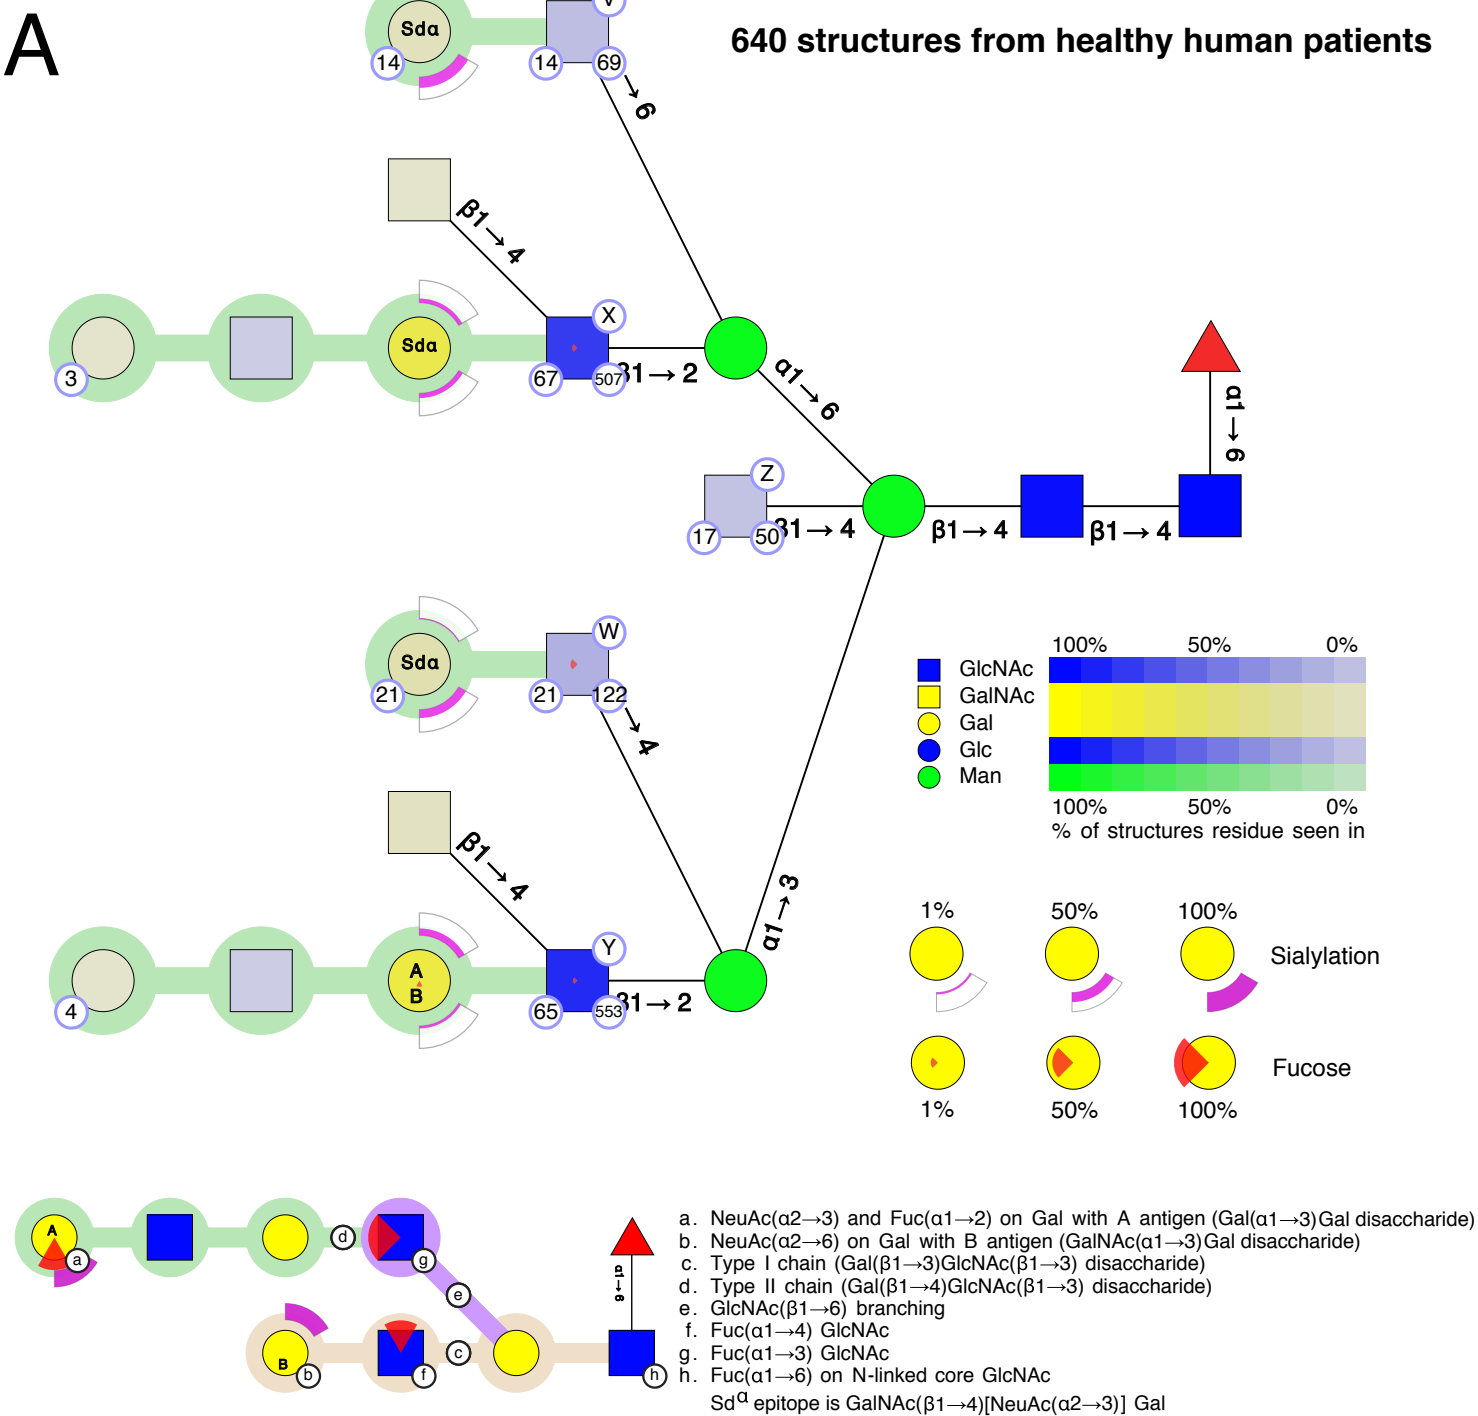 A
640 structures from healthy human patients
Sdα
V
14
14
69
→6
β1→4
X
Sdα
3
67
507
β1→2
α1→6
α1→6
Z
17
50
β1→4
β1→4
β1→4
W
Sdα
21
21
122
→4
100% 50% 0%
GlcNAc
GalNAc
Gal
Glc
Man
100% 50% 0%
% of structures residue seen in
β1→4
α1→3
Y
A
B
4
65
553
β1→2
1% 50% 100%
Sialylation
Fucose
1% 50% 100%
A
a
d
g
e
α1→6
B
b
f
c
h
a. NeuAc(α2→3) and Fuc(α1→2) on Gal with A antigen (Gal(α1→3)Gal disaccharide)
b. NeuAc(α2→6) on Gal with B antigen (GalNAc(α1→3)Gal disaccharide)
c. Type I chain (Gal(β1→3)GlcNAc(β1→3) disaccharide)
d. Type II chain (Gal(β1→4)GlcNAc(β1→3) disaccharide)
e. GlcNAc(β1→6) branching
f. Fuc(α1→4) GlcNAc
g. Fuc(α1→3) GlcNAc
h. Fuc(α1→6) on N-linked core GlcNAc
Sdα epitope is GalNAc(β1→4)[NeuAc(α2→3)] Gal